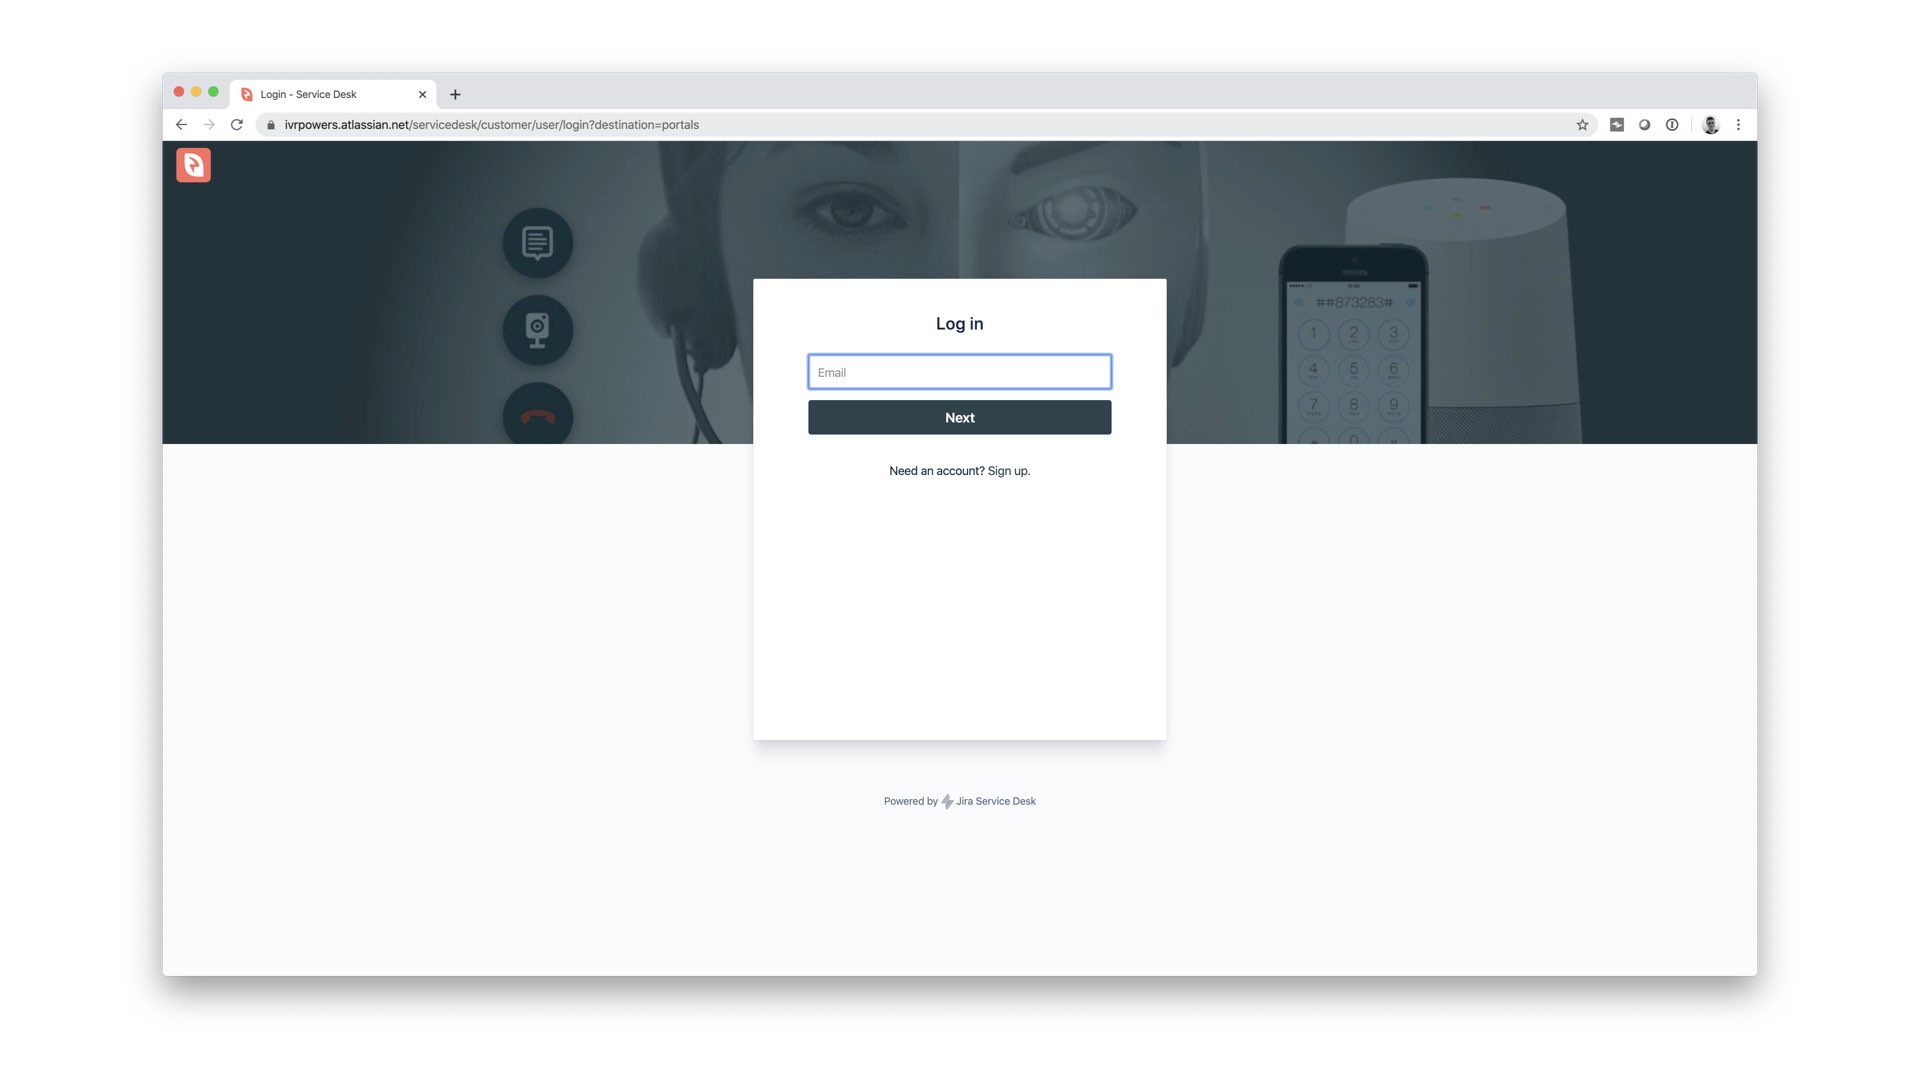 Login - Service Desk
ivrpowers.atlassian.net/servicedesk/customer/user/login?destination=portals
##873283#
1 2 3
4 5 6
7 8 9
0
Log in
Email
Next
Need an account? Sign up.
Powered by Jira Service Desk